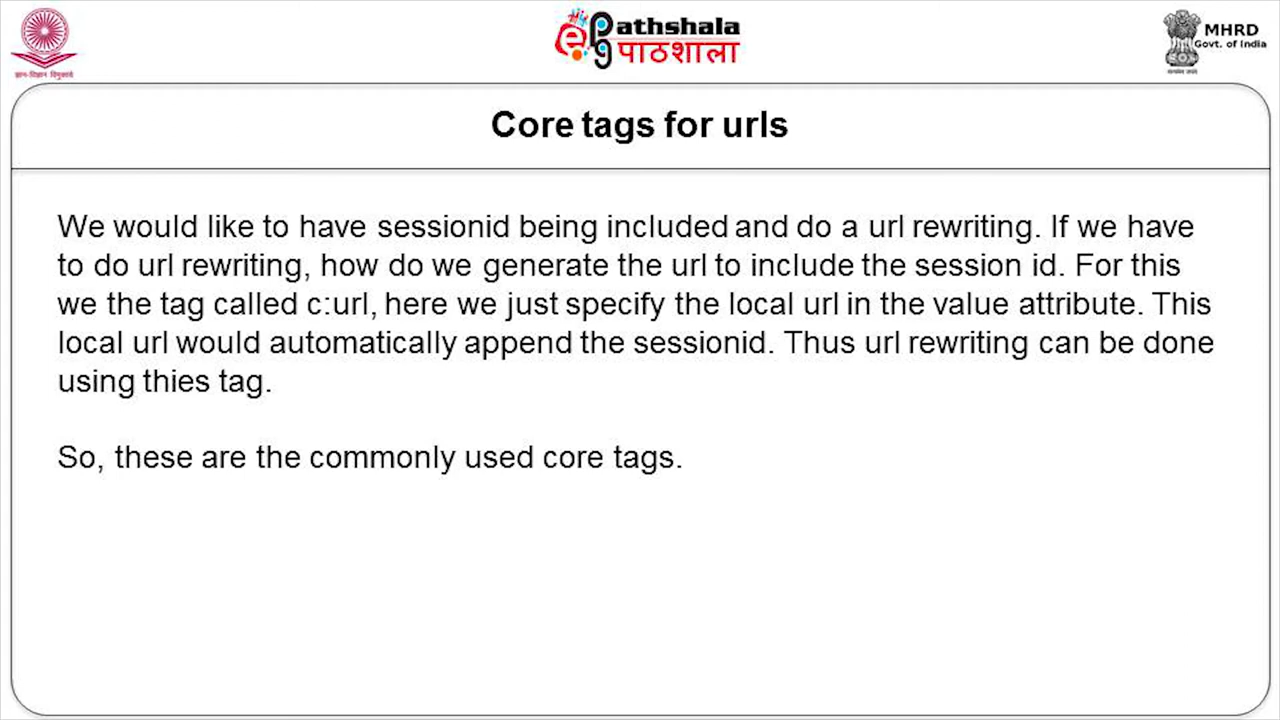 Pathshala
पाठशाला
MHRD
Govt. of India
Core tags for urls
We would like to have sessionid being included and do a url rewriting. If we have
to do url rewriting, how do we generate the url to include the session id. For this
we the tag called c:url, here we just specify the local url in the value attribute. This
local url would automatically append the sessionid. Thus url rewriting can be done
using thies tag.
So, these are the commonly used core tags.